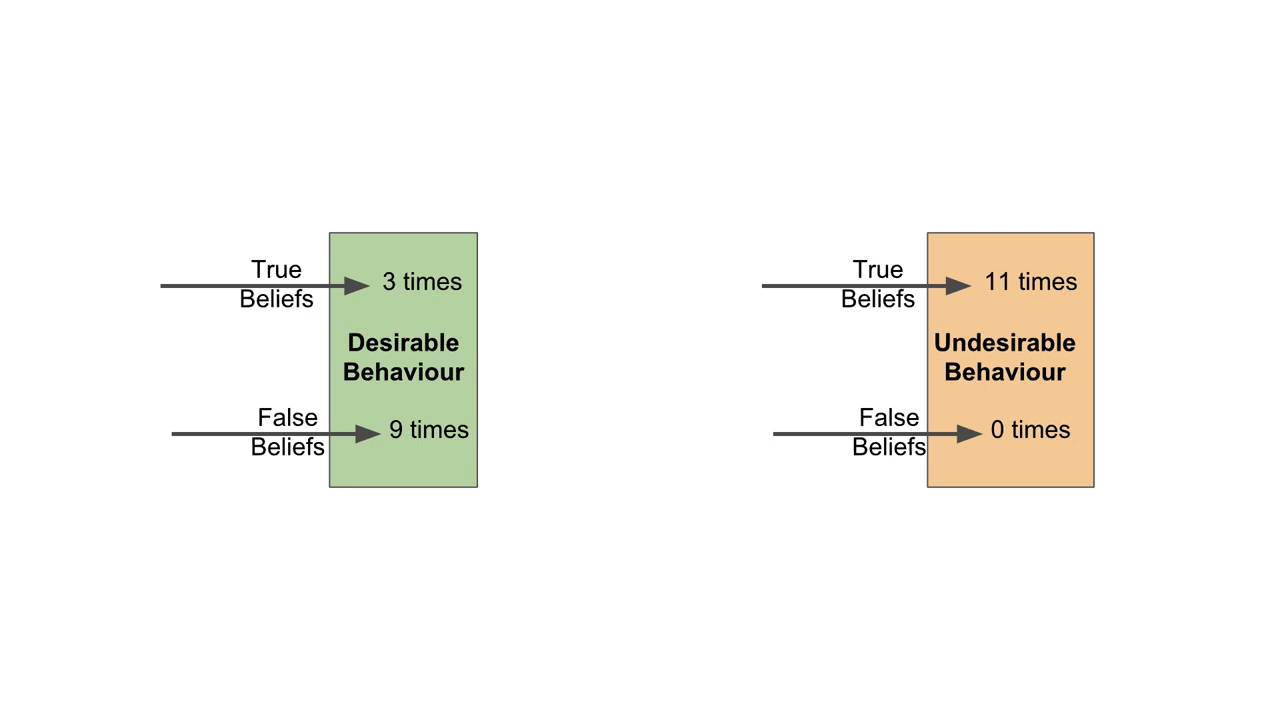 True
Beliefs
3 times
Desirable
Behaviour
False
Beliefs
9 times
True
Beliefs
11 times
Undesirable
Behaviour
False
Beliefs
0 times